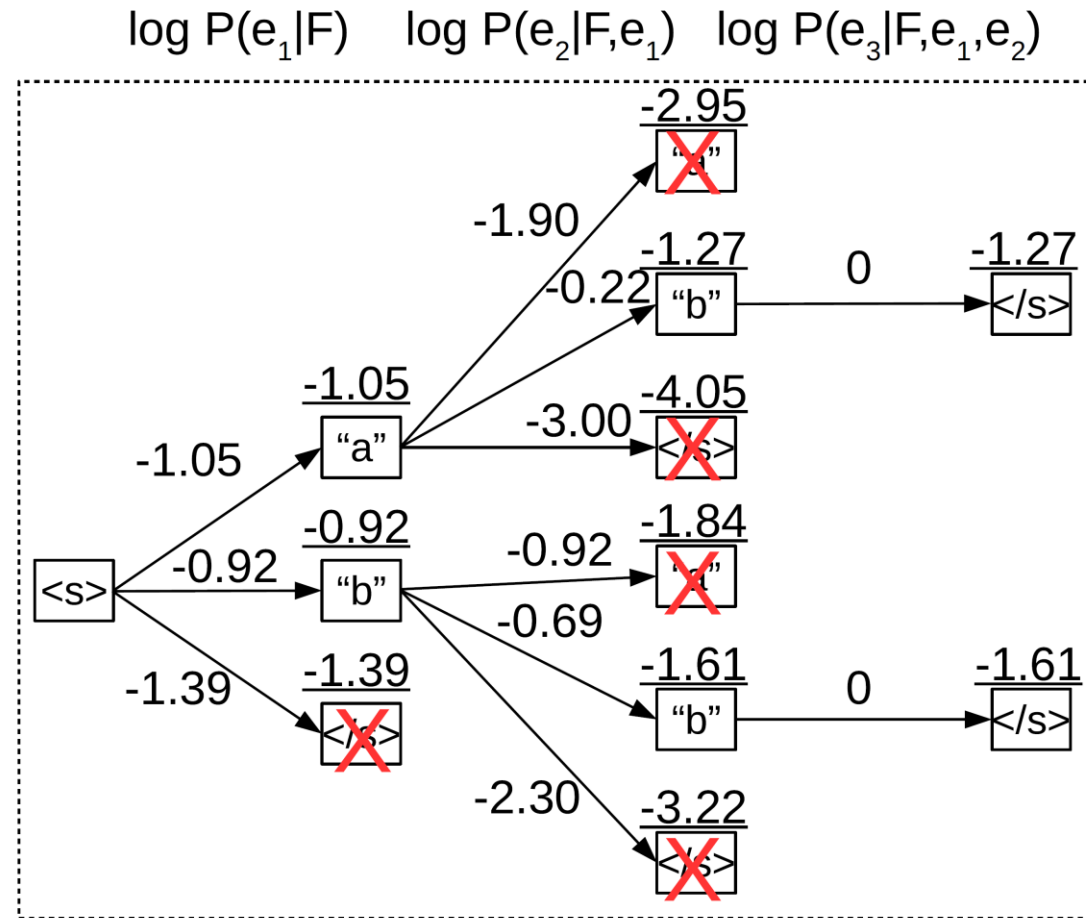 log P(e₁|F) log P(e₂|F,e₁) log P(e₃|F,e₁,e₂)
-2.95
“a”
-1.90
-1.27
0
-1.27
-0.22
“b”
</s>
-1.05
-4.05
-3.00
“a”
</s>
-1.05
-1.84
-0.92
-0.92
“a”
<s>
-0.92
“b”
-0.69
-1.39
-1.61
0
-1.61
-1.39
</s>
“b”
</s>
-2.30
-3.22
</s>